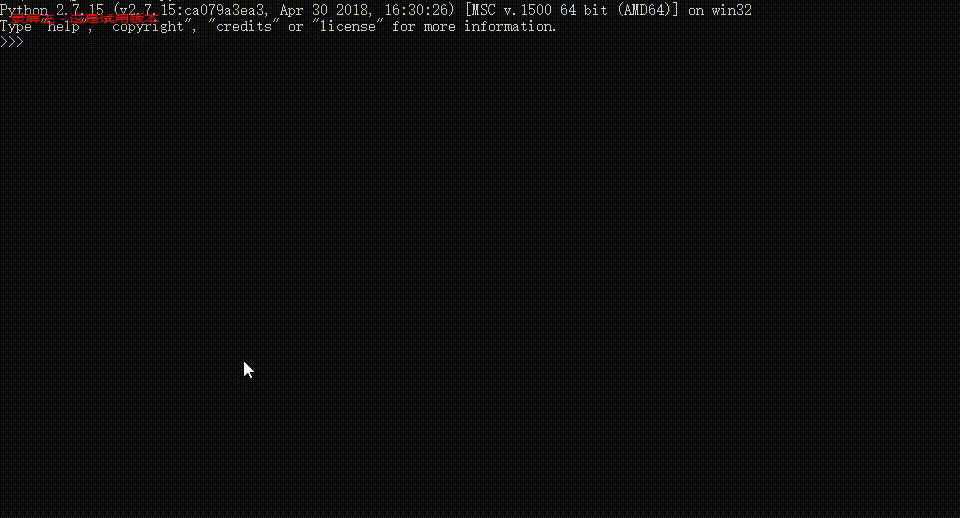 Python 2.7.15 (v2.7.15:ca079a3ea3, Apr 30 2018, 16:30:26) [MSC v.1500 64 bit (AMD64)] on win32
Type "help", "copyright", "credits" or "license" for more information.
>>>